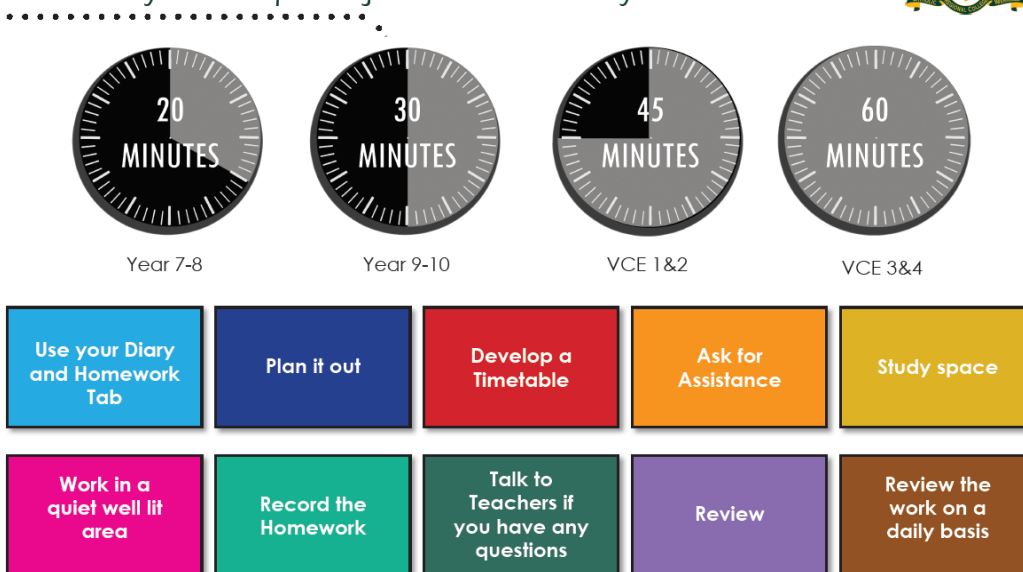 20
MINUTES
30
MINUTES
45
MINUTES
60
MINUTES
Year 7-8
Year 9-10
VCE 1&2
VCE 3&4
Use your Diary
and Homework
Tab
Plan it out
Develop a
Timetable
Ask for
Assistance
Study space
Work in a
quiet well lit
area
Record the
Homework
Talk to
Teachers if
you have any
questions
Review
Review the
work on a
daily basis